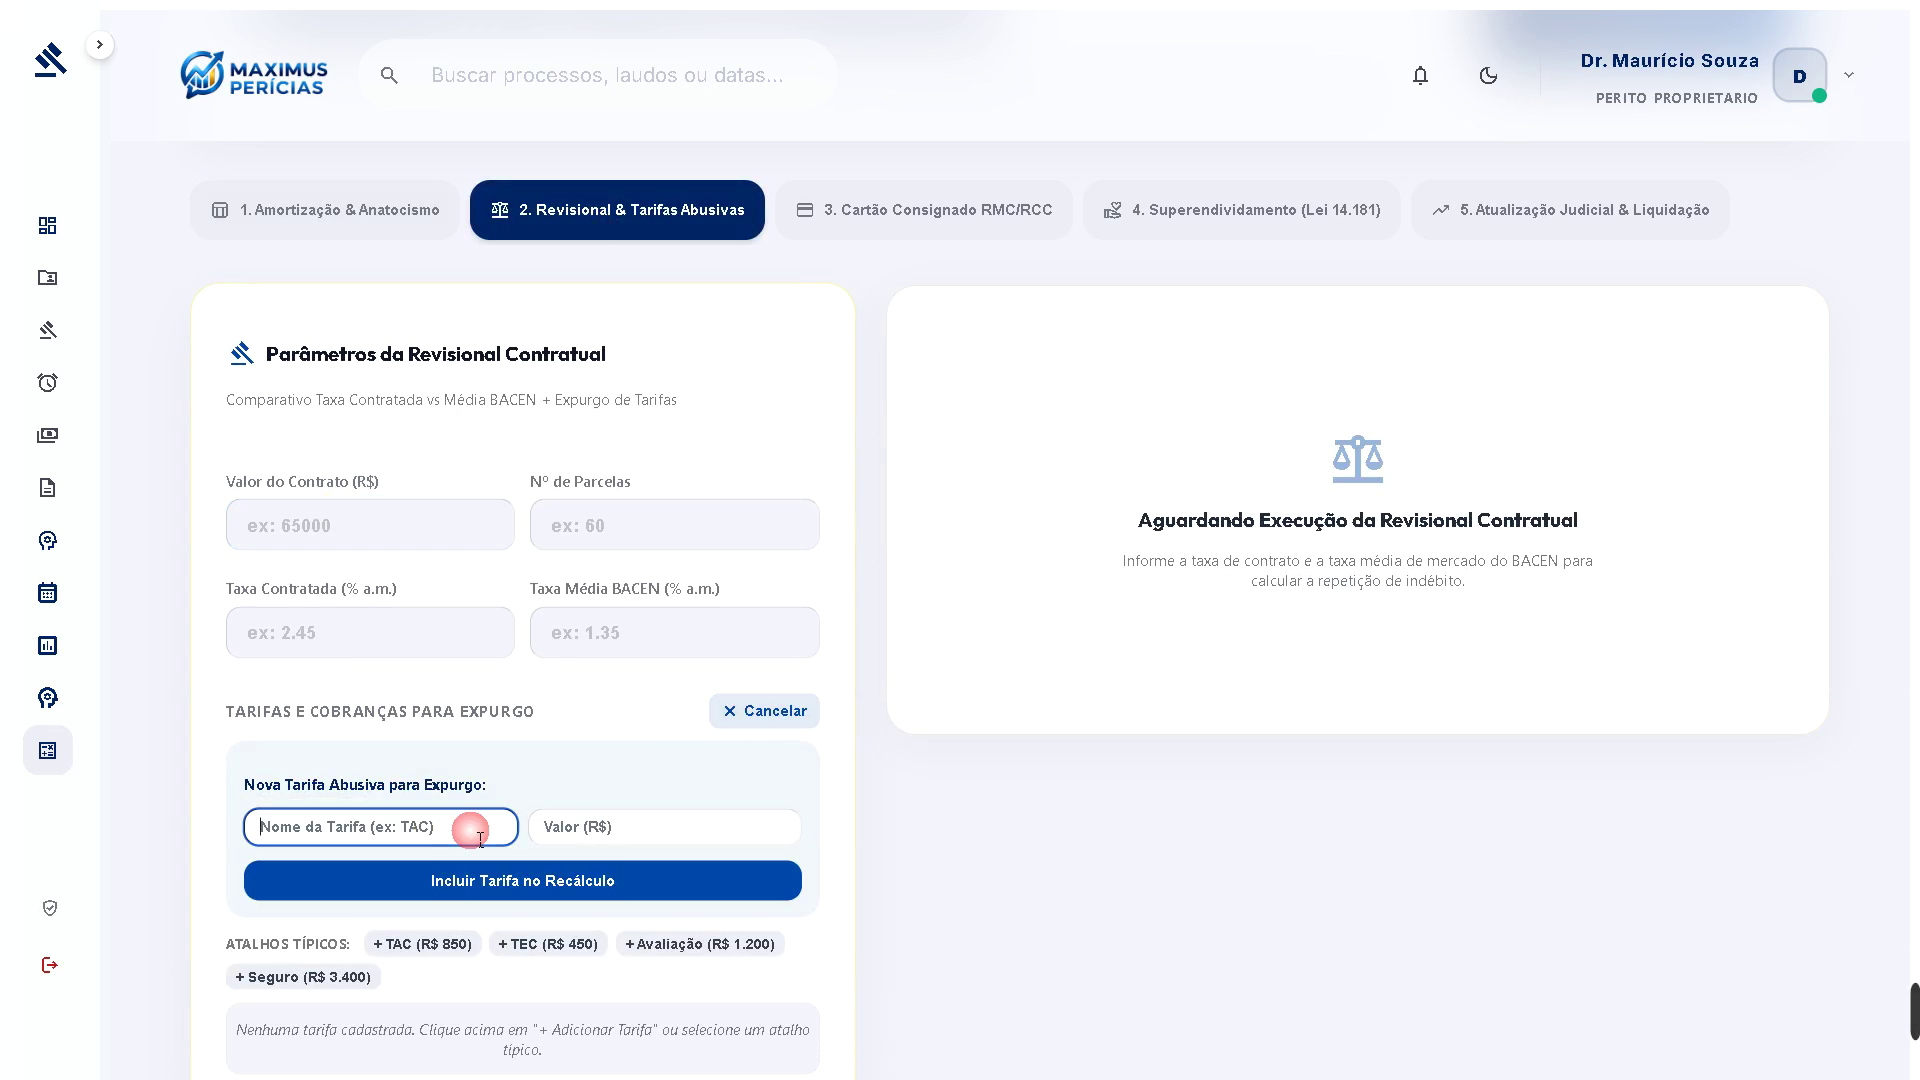 MAXIMUS
PERÍCIAS
Buscar processos, laudos ou datas...
Dr. Maurício Souza
PERITO PROPRIETARIO
D
1. Amortização & Anatocismo
2. Revisional & Tarifas Abusivas
3. Cartão Consignado RMC/RCC
4. Superendividamento (Lei 14.181)
5. Atualização Judicial & Liquidação
Parâmetros da Revisional Contratual
Comparativo Taxa Contratada vs Média BACEN + Expurgo de Tarifas
Valor do Contrato (R$)
Nº de Parcelas
ex: 65000
ex: 60
Taxa Contratada (% a.m.)
Taxa Média BACEN (% a.m.)
ex: 2.45
ex: 1.35
TARIFAS E COBRANÇAS PARA EXPURGO
Cancelar
Nova Tarifa Abusiva para Expurgo:
Nome da Tarifa (ex: TAC)
Valor (R$)
Incluir Tarifa no Recálculo
ATALHOS TÍPICOS:
+ TAC (R$ 850)
+ TEC (R$ 450)
+ Avaliação (R$ 1.200)
+ Seguro (R$ 3.400)
Nenhuma tarifa cadastrada. Clique acima em "+ Adicionar Tarifa" ou selecione um atalho
típico.
Aguardando Execução da Revisional Contratual
Informe a taxa de contrato e a taxa média de mercado do BACEN para
calcular a repetição de indébito.